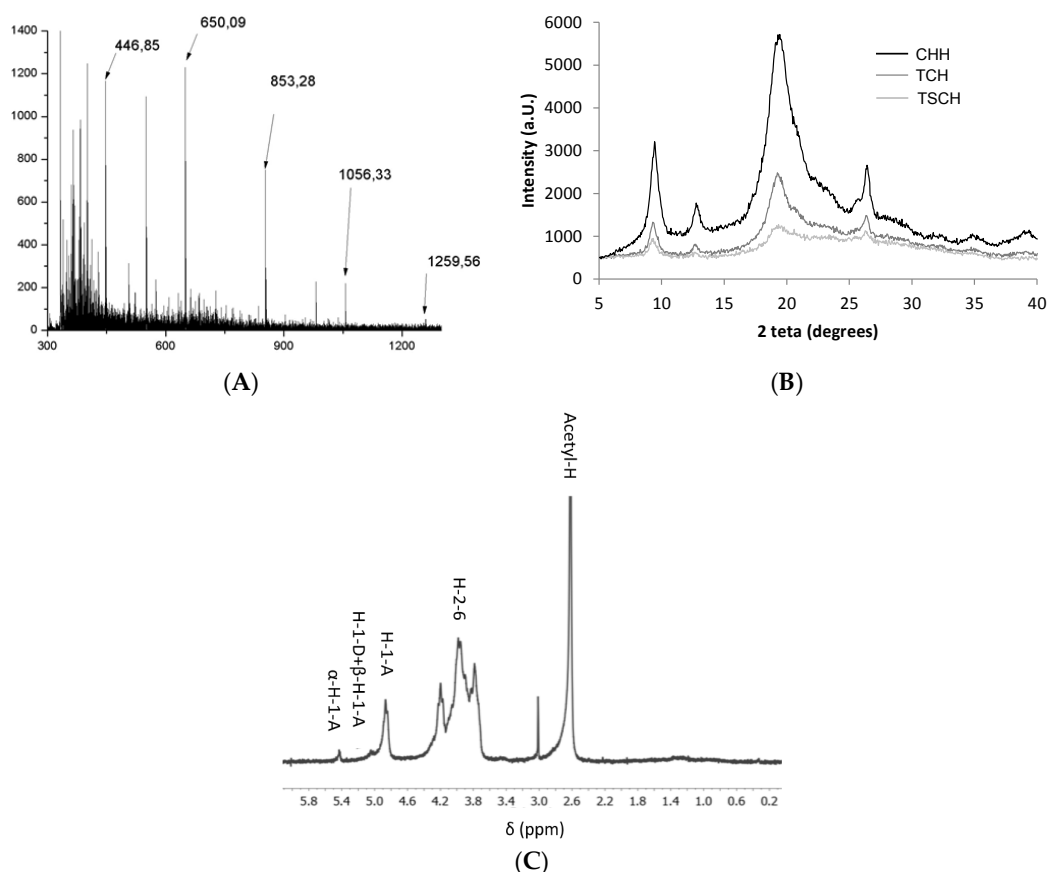 1400
1200
1000
800
600
400
200
0
300 600 900 1200
446,85
650,09
853,28
1056,33
1259,56
(A)
6000
5000
4000
3000
2000
1000
0
Intensity (a.U.)
CHH
TCH
TSCH
5 10 15 20 25 30 35 40
2 teta (degrees)
(B)
α-H-1-A
H-1-D+β-H-1-A
H-1-A
H-2-6
Acetyl-H
5.8 5.4 5.0 4.6 4.2 3.8 3.4 3.0 2.6 2.2 1.8 1.4 1.0 0.6 0.2
δ (ppm)
(C)